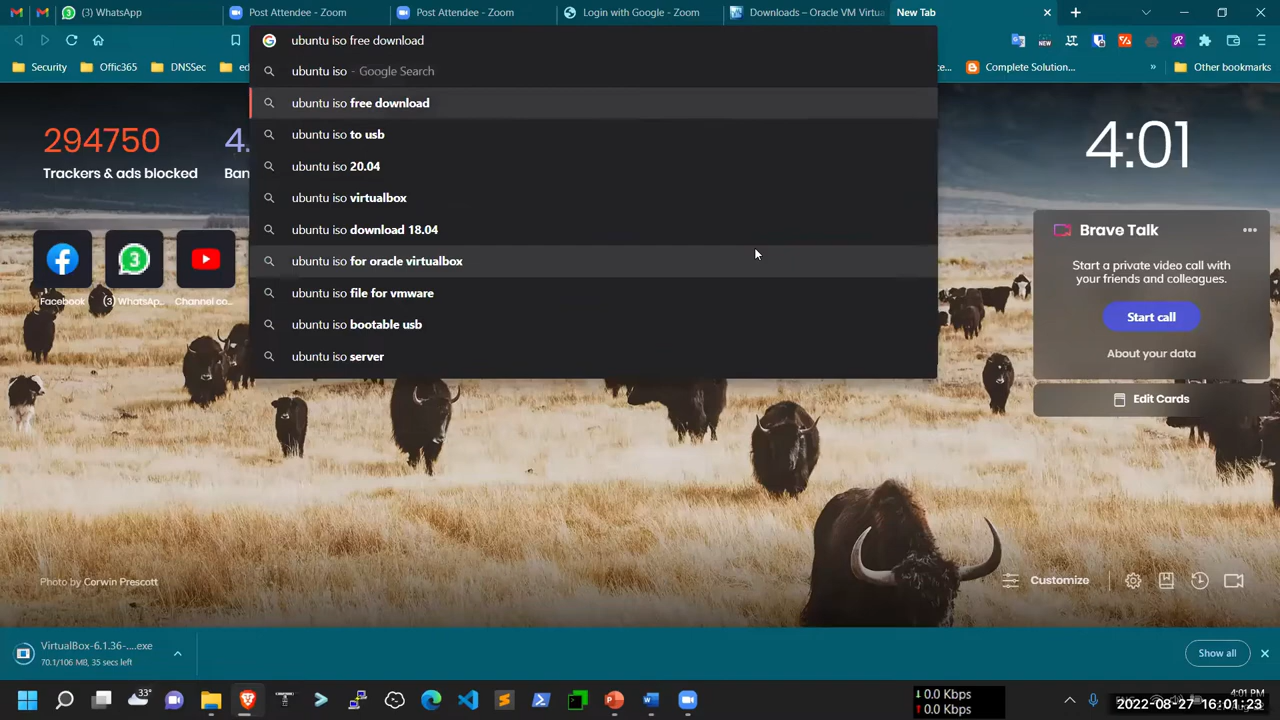 (3) WhatsApp
Post Attendee - Zoom
Post Attendee - Zoom
Login with Google - Zoom
Downloads – Oracle VM Virtua
New Tab
ubuntu iso free download
Security
Offic365
DNSSec
ed
e...
Complete Solution...
»
Other bookmarks
ubuntu iso - Google Search
ubuntu iso free download
ubuntu iso to usb
ubuntu iso 20.04
ubuntu iso virtualbox
ubuntu iso download 18.04
ubuntu iso for oracle virtualbox
ubuntu iso file for vmware
ubuntu iso bootable usb
ubuntu iso server
294750
Trackers & ads blocked
4.
Ban
4:01
Facebook
(3) WhatsAp...
Channel co...
Brave Talk
Start a private video call with
your friends and colleagues.
Start call
About your data
Edit Cards
Photo by Corwin Prescott
Customize
VirtualBox-6.1.36-....exe
70.1/106 MB, 35 secs left
Show all
33°
↓ 0.0 Kbps
↑ 0.0 Kbps
4:01 PM
2022-08-27 16:01:23